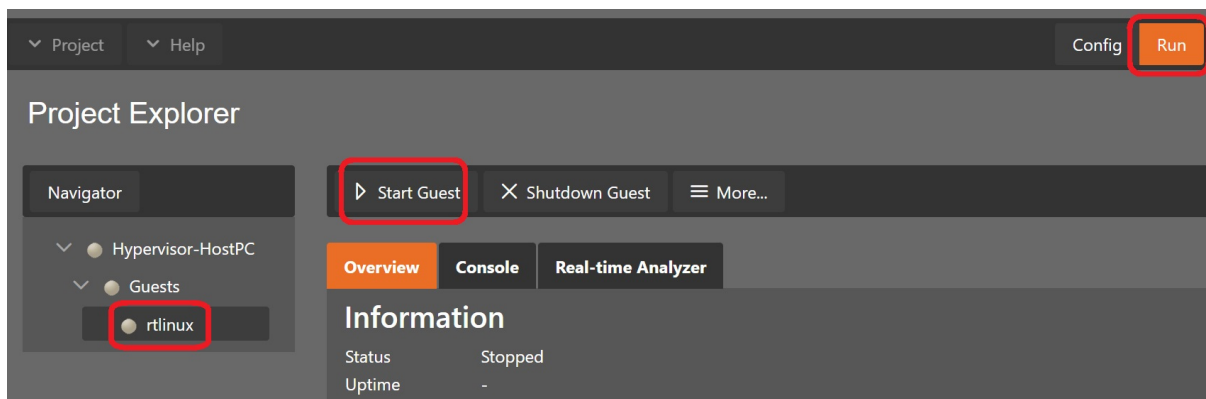 Project Help Config Run
Project Explorer
Navigator
Start Guest Shutdown Guest More...
Hypervisor-HostPC
Guests
rtlinux
Overview Console Real-time Analyzer
Information
Status Stopped
Uptime -